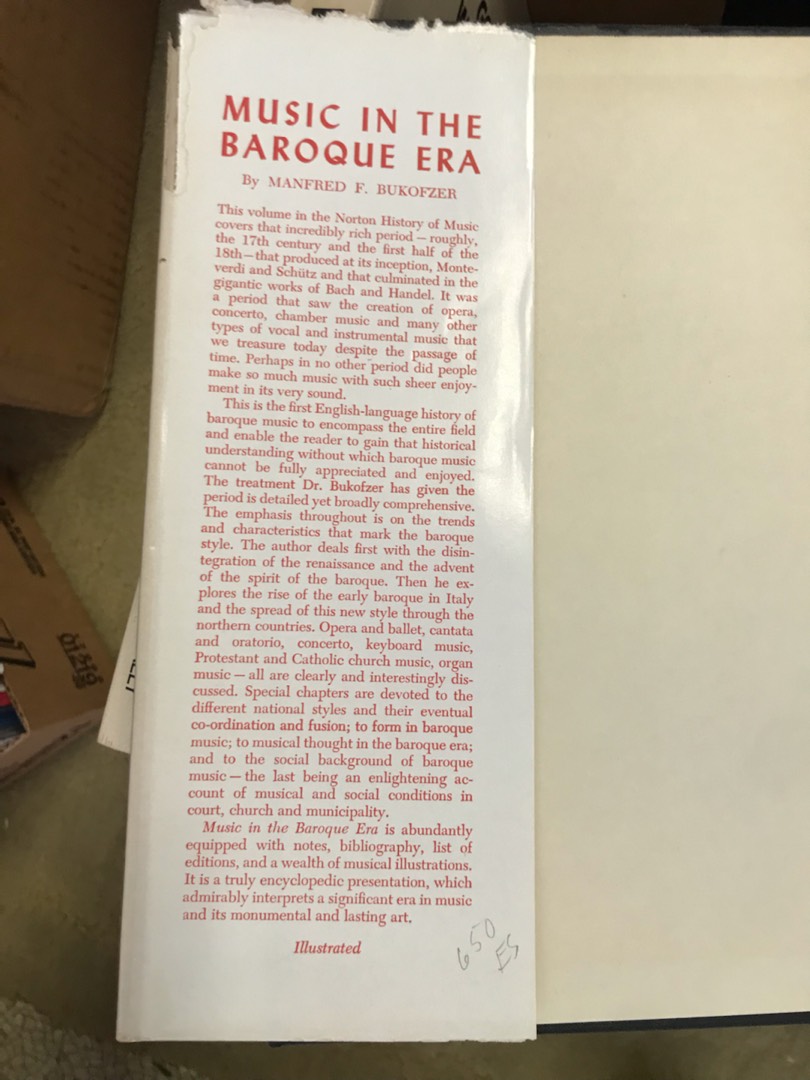 MUSIC IN THE
BAROQUE ERA
By MANFRED F. BUKOFZER
This volume in the Norton History of Music
covers that incredibly rich period — roughly,
the 17th century and the first half of the
18th—that produced at its inception, Monte-
verdi and Schütz and that culminated in the
gigantic works of Bach and Handel. It was
a period that saw the creation of opera,
concerto, chamber music and many other
types of vocal and instrumental music that
we treasure today despite the passage of
time. Perhaps in no other period did people
make so much music with such sheer enjoy-
ment in its very sound.
This is the first English-language history of
baroque music to encompass the entire field
and enable the reader to gain that historical
understanding without which baroque music
cannot be fully appreciated and enjoyed.
The treatment Dr. Bukofzer has given the
period is detailed yet broadly comprehensive.
The emphasis throughout is on the trends
and characteristics that mark the baroque
style. The author deals first with the disin-
tegration of the renaissance and the advent
of the spirit of the baroque. Then he ex-
plores the rise of the early baroque in Italy
and the spread of this new style through the
northern countries. Opera and ballet, cantata
and oratorio, concerto, keyboard music,
Protestant and Catholic church music, organ
music — all are clearly and interestingly dis-
cussed. Special chapters are devoted to the
different national styles and their eventual
co-ordination and fusion; to form in baroque
music; to musical thought in the baroque era;
and to the social background of baroque
music — the last being an enlightening ac-
count of musical and social conditions in
court, church and municipality.
Music in the Baroque Era is abundantly
equipped with notes, bibliography, list of
editions, and a wealth of musical illustrations.
It is a truly encyclopedic presentation, which
admirably interprets a significant era in music
and its monumental and lasting art.
Illustrated
650
ES